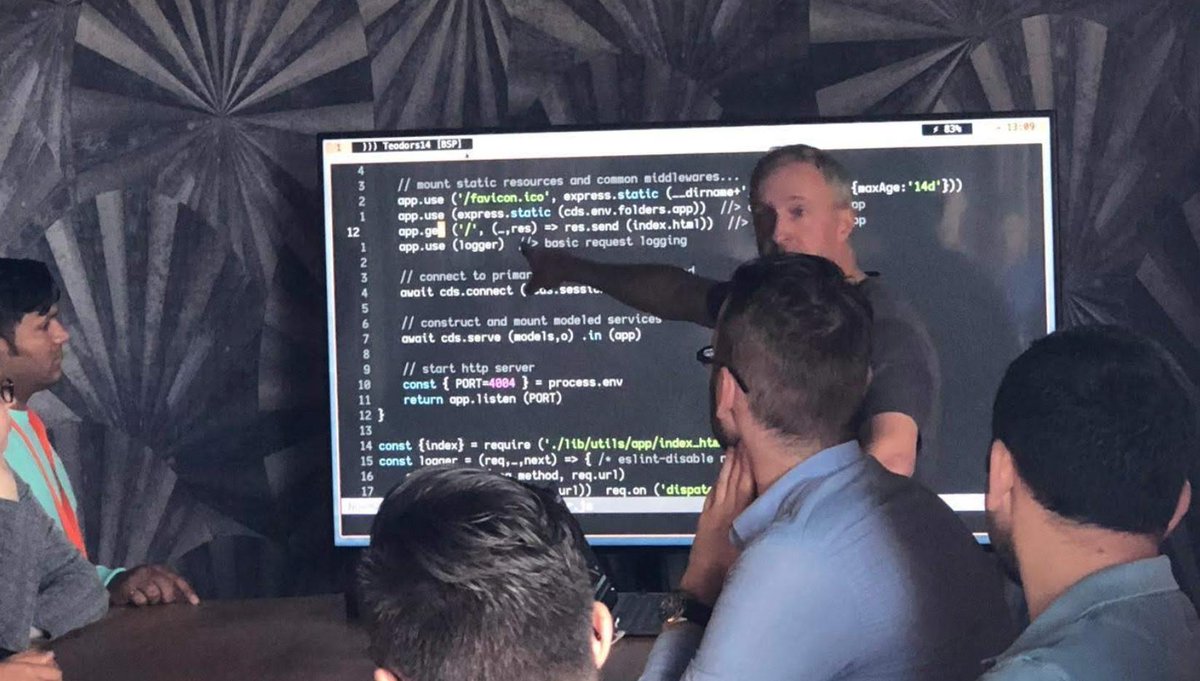 1 ))) Teodors14 [BSP] ⚡ 83% - 13:09
4
3 // mount static resources and common middlewares...
2 app.use ('/favicon.ico', express.static (__dirname+' {maxAge:'14d'}))
1 app.use (express.static (cds.env.folders.app)) //>
12 app.ge ('/', (_,res) => res.send (index.html)) //>
1 app.use (logger) //> basic request logging
2
3 // connect to
4 await cds.connect (
5
6 // construct and mount modeled services
7 await cds.serve (models,o) .in (app)
8
9 // start http server
10 const { PORT=4004 } = process.env
11 return app.listen (PORT)
12 }
13
14 const {index} = require ('./lib/utils/app/
15 const logger = (req,_,next) => { /* eslint-disable
16 method, req.url)
17 url)) req.on (